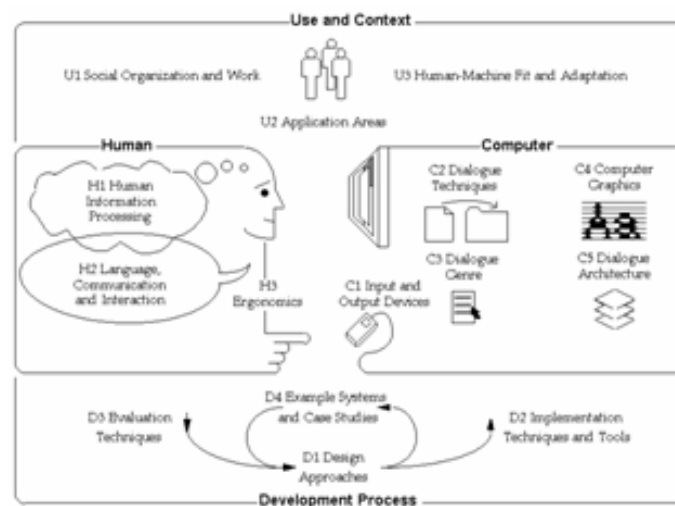 Use and Context
U1 Social Organization and Work
U3 Human-Machine Fit and Adaptation
U2 Application Areas
Human
H1 Human
Information
Processing
H2 Language,
Communication
and Interaction
H3
Ergonomics
Computer
C2 Dialogue
Techniques
C4 Computer
Graphics
Aa
C3 Dialogue
Genre
C5 Dialogue
Architecture
C1 Input and
Output Devices
D3 Evaluation
Techniques
D4 Example Systems
and Case Studies
D2 Implementation
Techniques and Tools
D1 Design
Approaches
Development Process